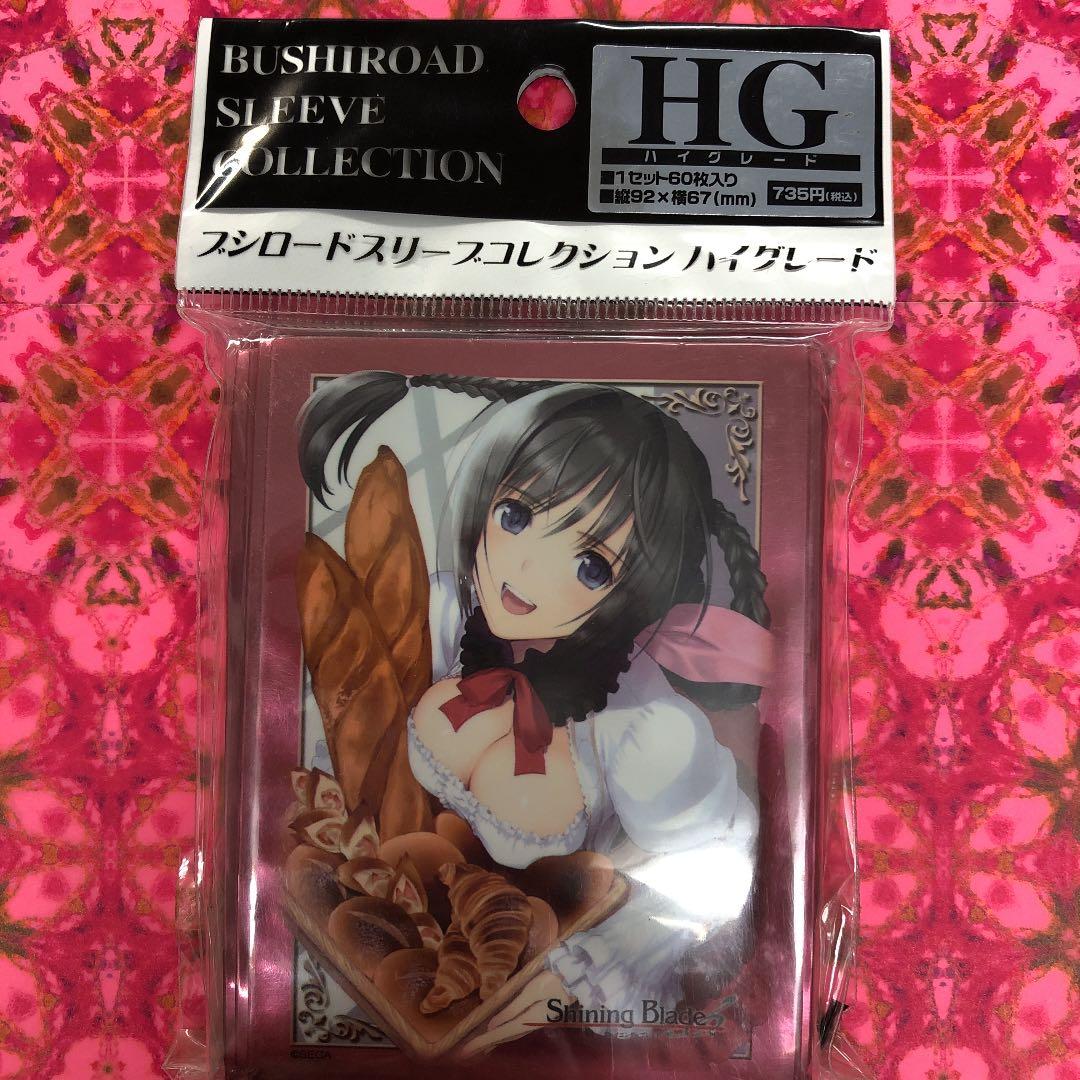 BUSHIROAD
SLEEVE
COLLECTION
HG
ハイグレード
■1セット60枚入り
■縦92×横67(mm)
735円(税込)
ブシロードスリーブコレクション ハイグレード
Shining Blade
©SEGA